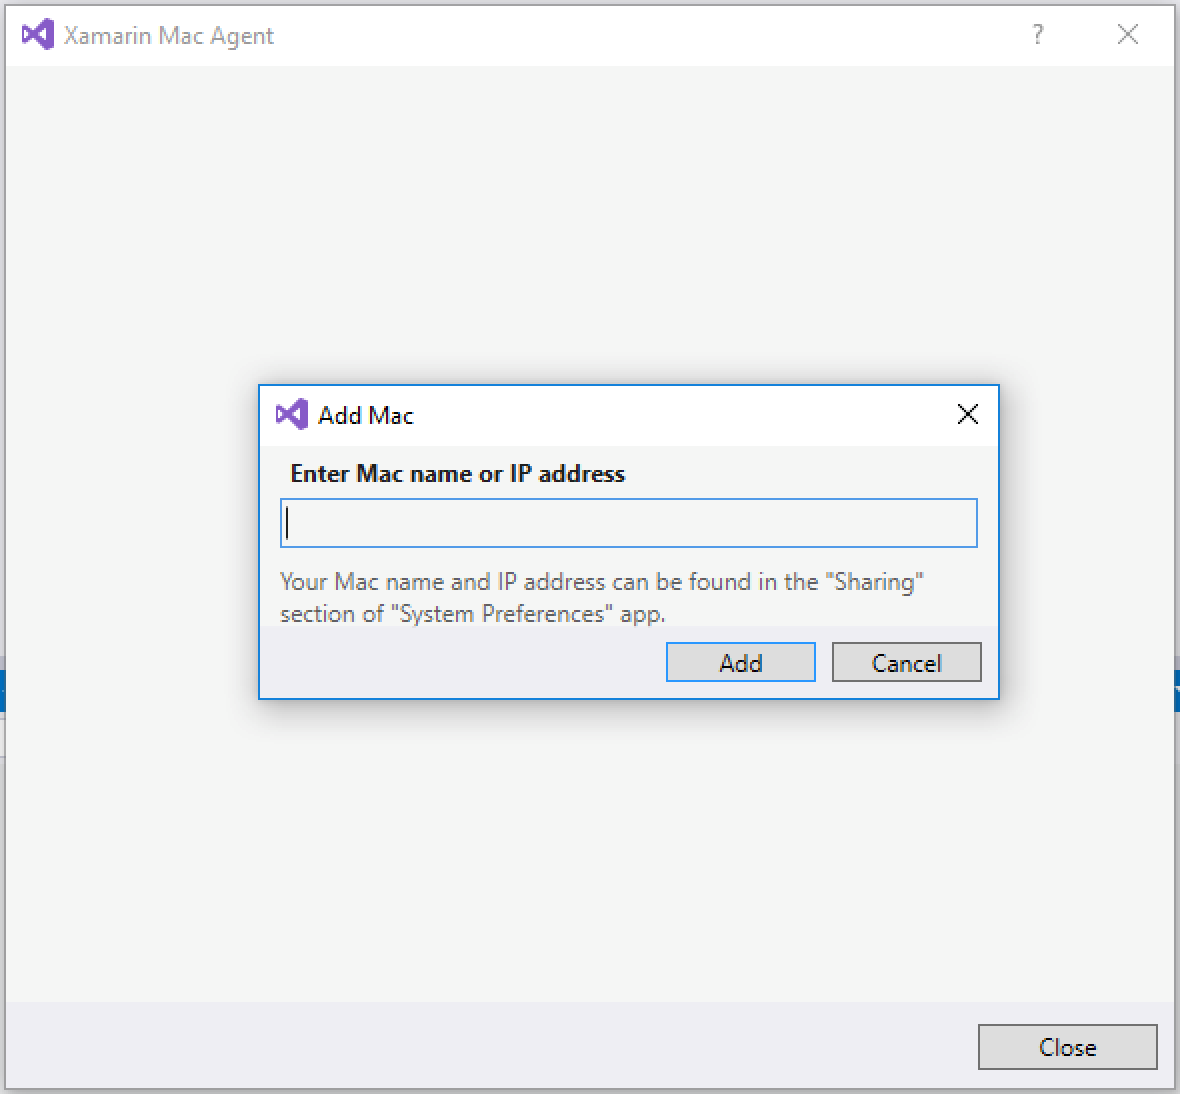 Xamarin Mac Agent ?
Add Mac
Enter Mac name or IP address
Your Mac name and IP address can be found in the "Sharing"
section of "System Preferences" app.
Add Cancel
Close